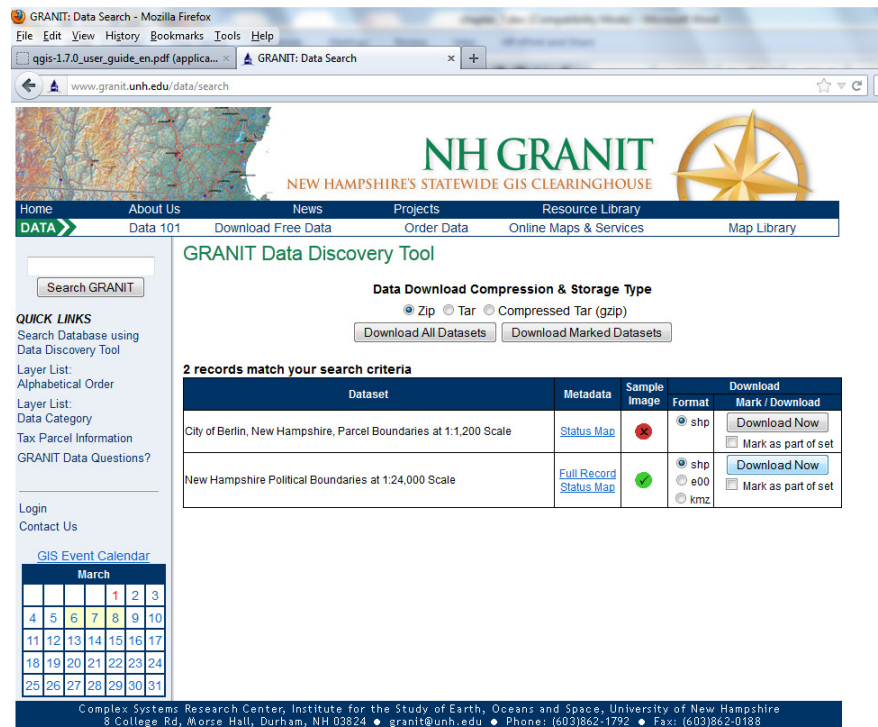 GRANIT: Data Search - Mozilla Firefox
File Edit View History Bookmarks Tools Help
qgis-1.7.0_user_guide_en.pdf (applica... × GRANIT: Data Search × +
www.granit.unh.edu/data/search
NH GRANIT
NEW HAMPSHIRE'S STATEWIDE GIS CLEARINGHOUSE
Home About Us News Projects Resource Library
DATA Data 101 Download Free Data Order Data Online Maps & Services Map Library
Search GRANIT
QUICK LINKS
Search Database using
Data Discovery Tool
Layer List:
Alphabetical Order
Layer List:
Data Category
Tax Parcel Information
GRANIT Data Questions?
Login
Contact Us
GIS Event Calendar
March
1 2 3
4 5 6 7 8 9 10
11 12 13 14 15 16 17
18 19 20 21 22 23 24
25 26 27 28 29 30 31
GRANIT Data Discovery Tool
Data Download Compression & Storage Type
Zip Tar Compressed Tar (gzip)
Download All Datasets Download Marked Datasets
2 records match your search criteria
Dataset Metadata Sample Image Download
Format Mark / Download
City of Berlin, New Hampshire, Parcel Boundaries at 1:1,200 Scale Status Map shp Download Now
Mark as part of set
New Hampshire Political Boundaries at 1:24,000 Scale Full Record Status Map shp e00 kmz Download Now
Mark as part of set
Complex Systems Research Center, Institute for the Study of Earth, Oceans and Space, University of New Hampshire
8 College Rd, Morse Hall, Durham, NH 03824 ● granit@unh.edu ● Phone: (603)862-1792 ● Fax: (603)862-0188